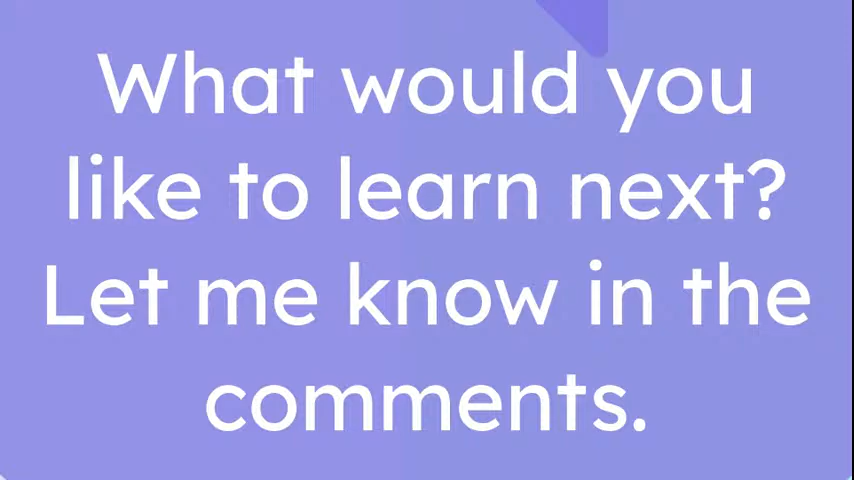 What would you
like to learn next?
Let me know in the
comments.